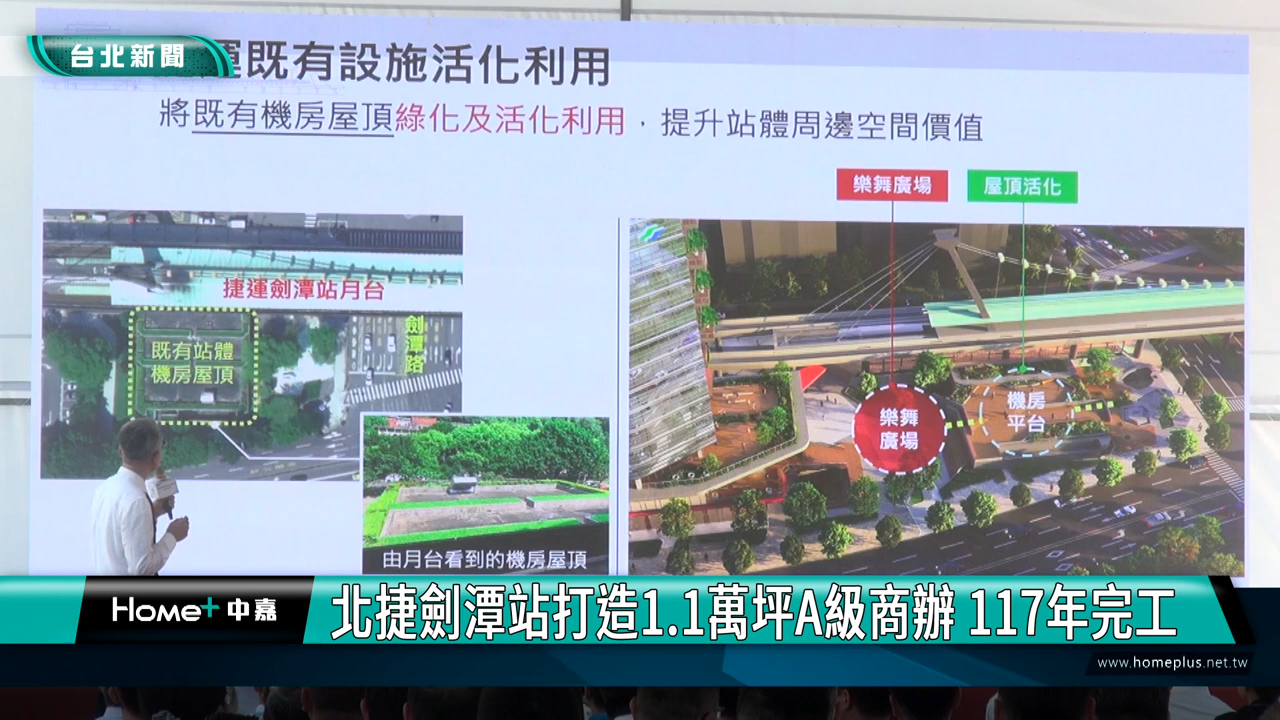 台北新聞
運既有設施活化利用
將既有機房屋頂綠化及活化利用，提升站體周邊空間價值
樂舞廣場
屋頂活化
捷運劍潭站月台
劍潭路
既有站體
機房屋頂
樂舞
廣場
機房
平台
由月台看到的機房屋頂
Home+中嘉
北捷劍潭站打造1.1萬坪A級商辦 117年完工
www.homeplus.net.tw